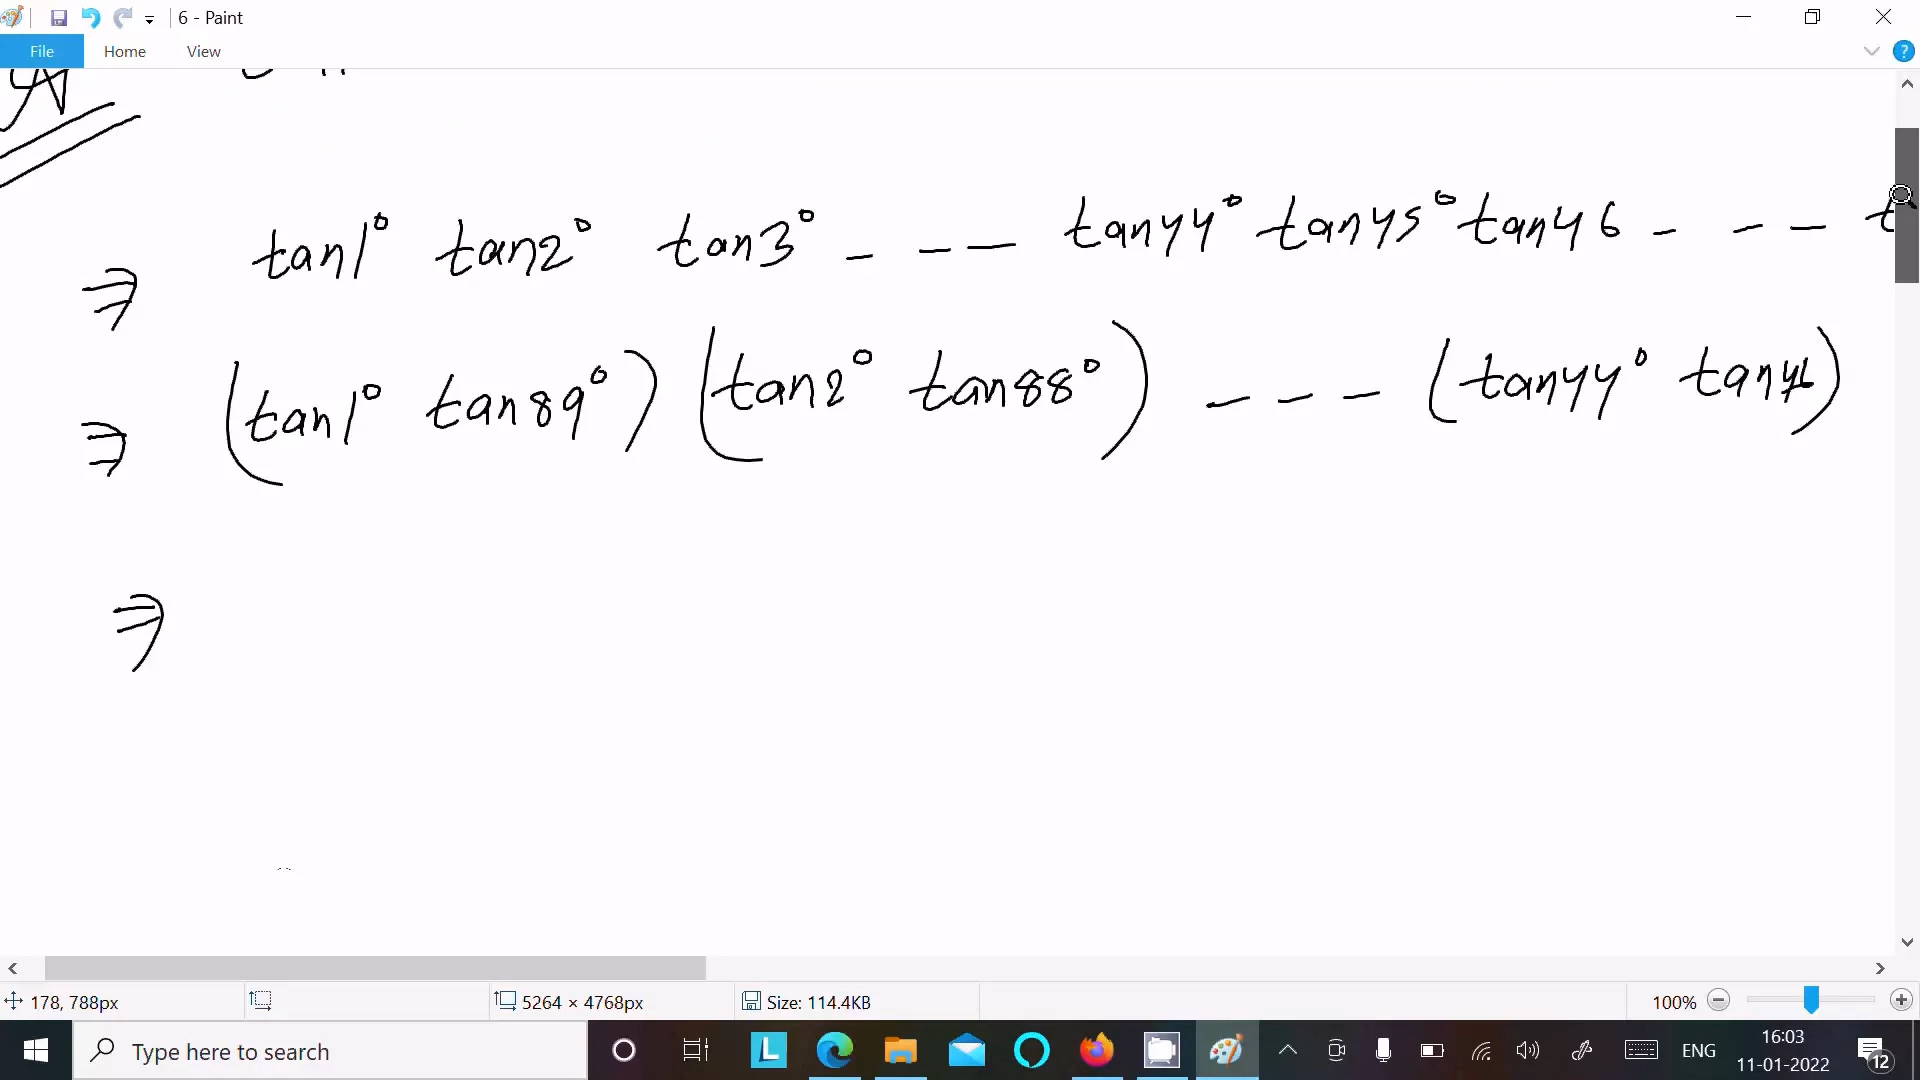 6 - Paint
File Home View
⇒ tan1° tan2° tan3° - - - tan44° tan45° tan46 - - - t
⇒ (tan1° tan89°) (tan2° tan88°) - - - (tan44° tan46)
⇒
178, 788px 5264 × 4768px Size: 114.4KB 100%
Type here to search
L
ENG
16:03
11-01-2022
12